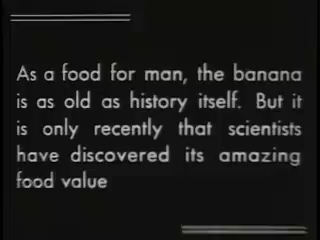 As a food for man, the banana
is as old as history itself. But it
is only recently that scientists
have discovered its amazing
food value